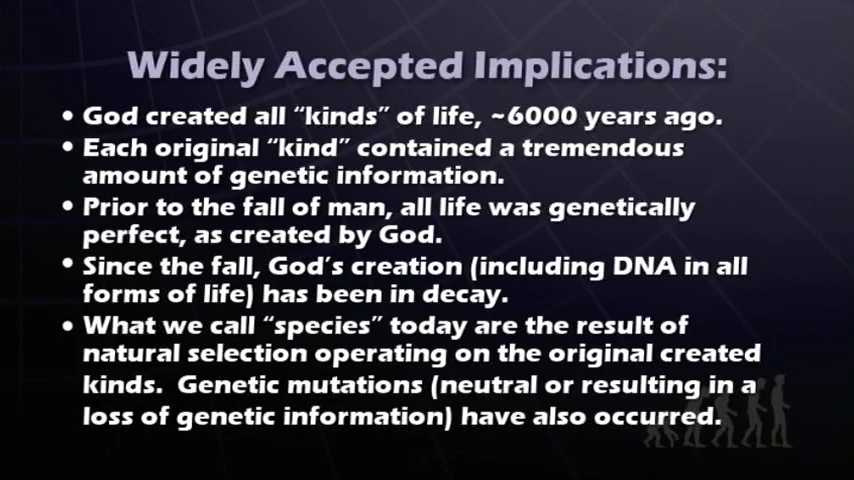 Widely Accepted Implications:
• God created all “kinds” of life, ~6000 years ago.
• Each original “kind” contained a tremendous
amount of genetic information.
• Prior to the fall of man, all life was genetically
perfect, as created by God.
• Since the fall, God’s creation (including DNA in all
forms of life) has been in decay.
• What we call “species” today are the result of
natural selection operating on the original created
kinds. Genetic mutations (neutral or resulting in a
loss of genetic information) have also occurred.